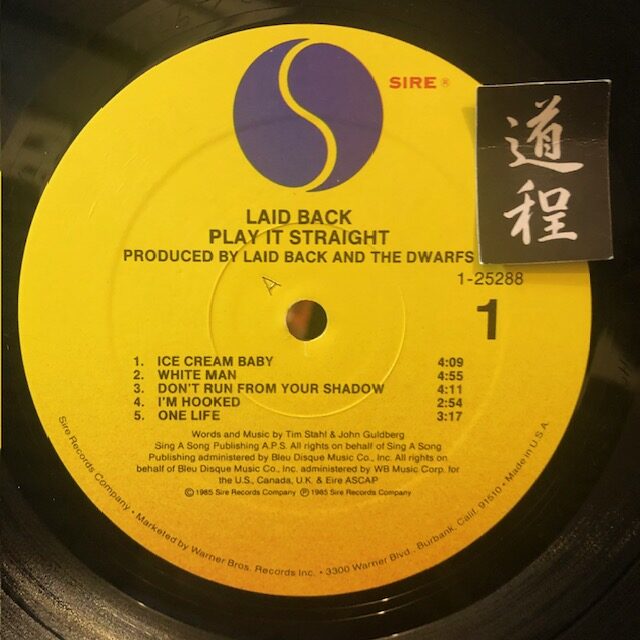 SIRE ®
道
程
LAID BACK
PLAY IT STRAIGHT
PRODUCED BY LAID BACK AND THE DWARFS
1-25288
A
1
1. ICE CREAM BABY 4:09
2. WHITE MAN 4:55
3. DON'T RUN FROM YOUR SHADOW 4:11
4. I'M HOOKED 2:54
5. ONE LIFE 3:17
Words and Music by Tim Stahl & John Guldberg
Sing A Song Publishing A.P.S. All rights on behalf of Sing A Song
Publishing administered by Bleu Disque Music Co., Inc. All rights on
behalf of Bleu Disque Music Co., Inc. administered by WB Music Corp. for
the U.S., Canada, U.K. & Eire ASCAP
© 1985 Sire Records Company ℗ 1985 Sire Records Company
Sire Records Company • Marketed by Warner Bros. Records Inc. • 3300 Warner Blvd., Burbank, Calif. 91510 • Made in U.S.A.